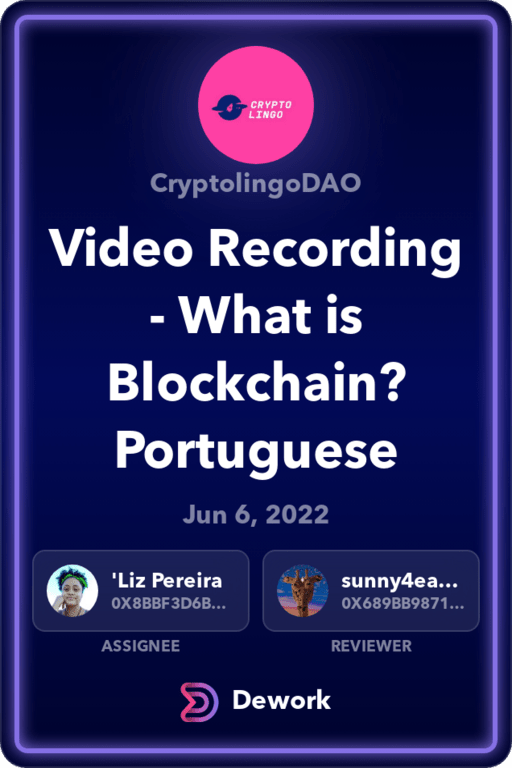 CRYPTO
LINGO
CryptolingoDAO
Video Recording
- What is
Blockchain?
Portuguese
Jun 6, 2022
'Liz Pereira
0X8BBF3D6B...
ASSIGNEE
sunny4ea...
0X689BB9871...
REVIEWER
Dework